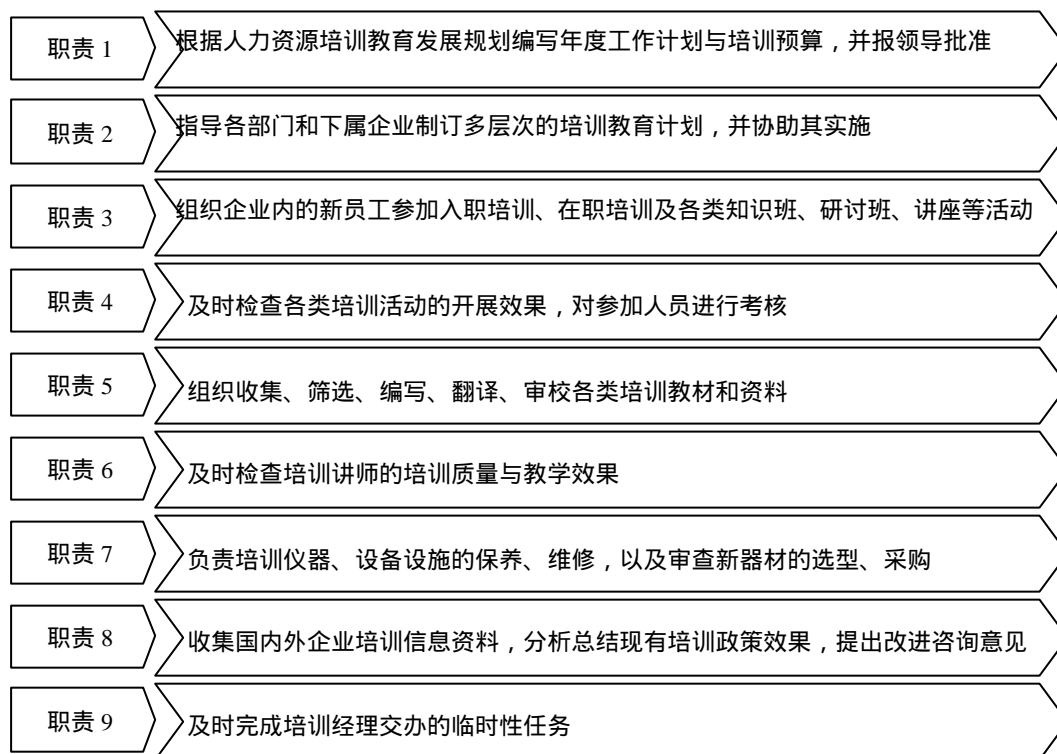 职责 1
根据人力资源培训教育发展规划编写年度工作计划与培训预算，并报领导批准
职责 2
指导各部门和下属企业制订多层次的培训教育计划，并协助其实施
职责 3
组织企业内的新员工参加入职培训、在职培训及各类知识班、研讨班、讲座等活动
职责 4
及时检查各类培训活动的开展效果，对参加人员进行考核
职责 5
组织收集、筛选、编写、翻译、审校各类培训教材和资料
职责 6
及时检查培训讲师的培训质量与教学效果
职责 7
负责培训仪器、设备设施的保养、维修，以及审查新器材的选型、采购
职责 8
收集国内外企业培训信息资料，分析总结现有培训政策效果，提出改进咨询意见
职责 9
及时完成培训经理交办的临时性任务